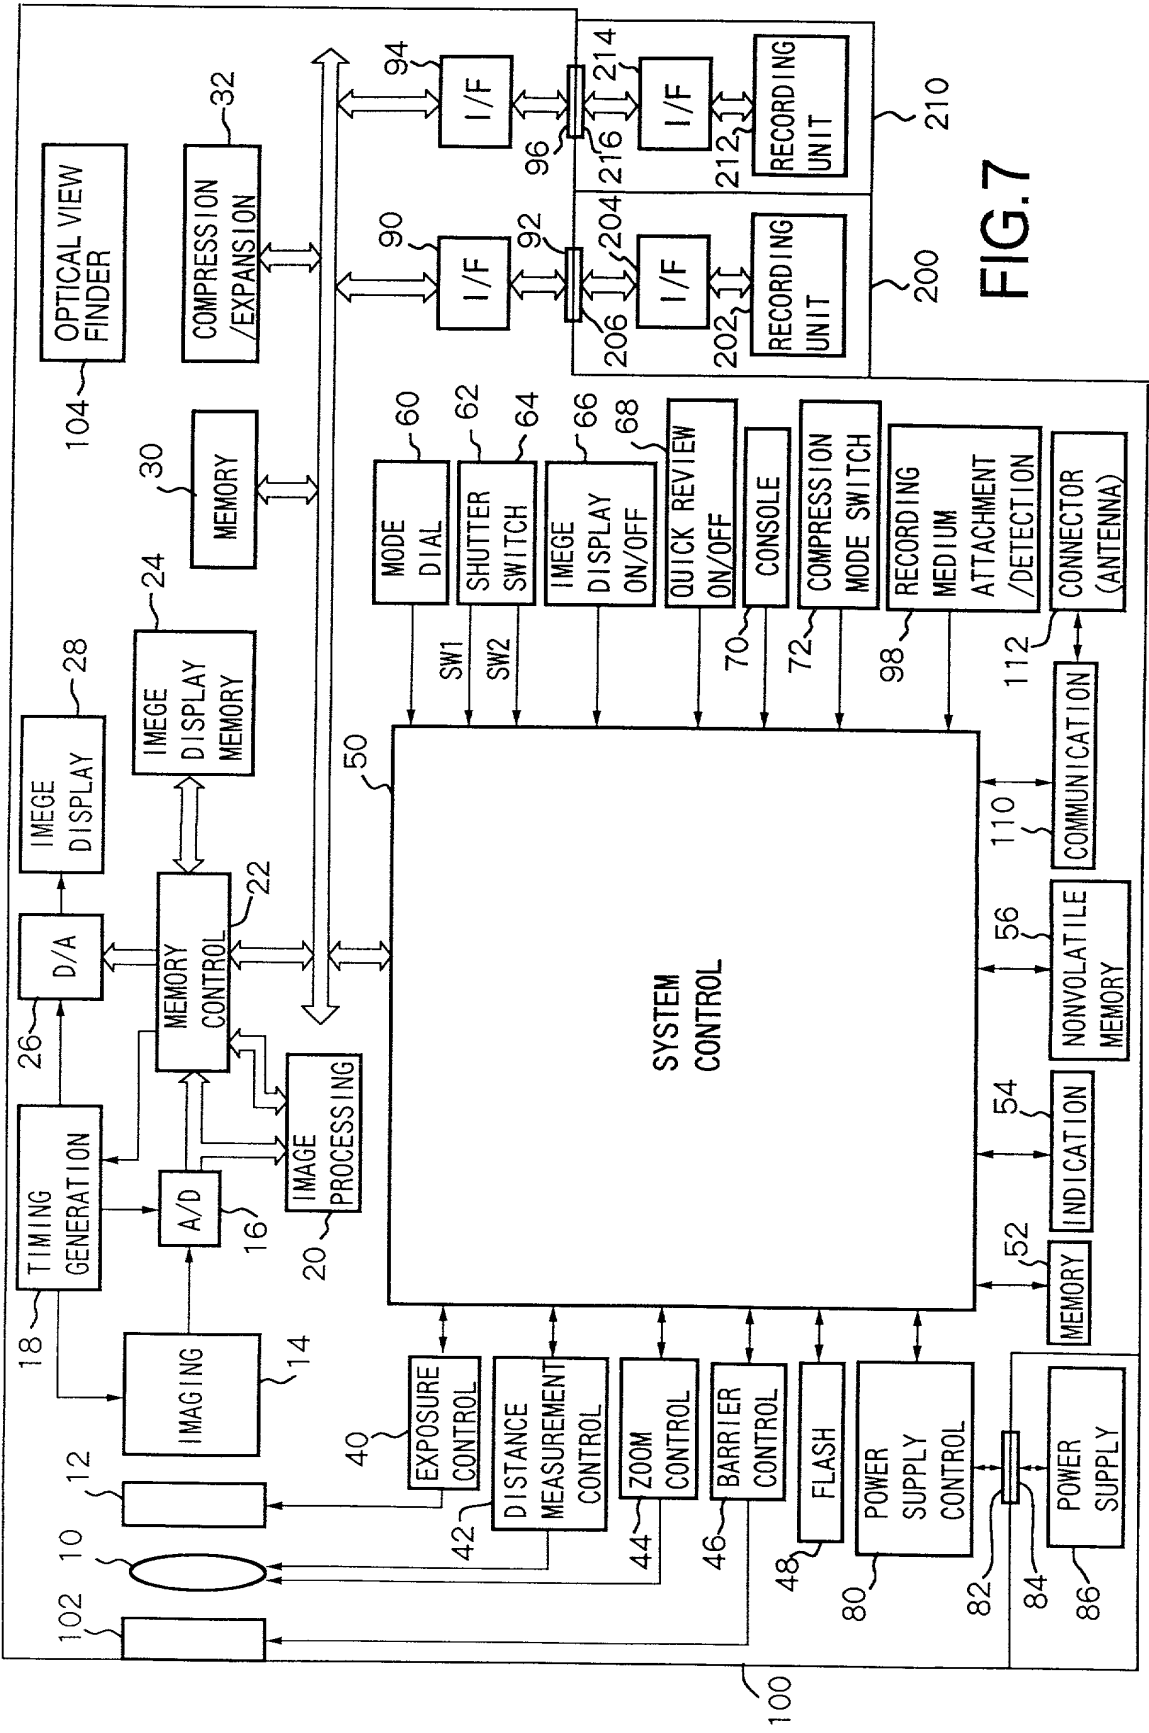 102
10
12
IMAGING
14
18
TIMING
GENERATION
A/D
16
26
D/A
IMEGE
DISPLAY
28
IMAGE
PROCESSING
20
MEMORY
CONTROL
22
IMEGE
DISPLAY
MEMORY
24
30
MEMORY
104
OPTICAL VIEW
FINDER
COMPRESSION
/EXPANSION
32
90
I/F
92
94
I/F
96
206
204
I/F
202
RECORDING
UNIT
200
216
214
I/F
212
RECORDING
UNIT
210
FIG.7
50
SYSTEM
CONTROL
40
EXPOSURE
CONTROL
42
DISTANCE
MEASUREMENT
CONTROL
44
ZOOM
CONTROL
46
BARRIER
CONTROL
48
FLASH
80
POWER
SUPPLY
CONTROL
82
84
86
POWER
SUPPLY
100
SW1
SW2
MODE
DIAL
60
SHUTTER
SWITCH
62
64
IMEGE
DISPLAY
ON/OFF
66
QUICK REVIEW
ON/OFF
68
70
CONSOLE
72
COMPRESSION
MODE SWITCH
98
RECORDING
MEDIUM
ATTACHMENT
/DETECTION
112
CONNECTOR
(ANTENNA)
MEMORY
52
INDICATION
54
NONVOLATILE
MEMORY
56
110
COMMUNICATION